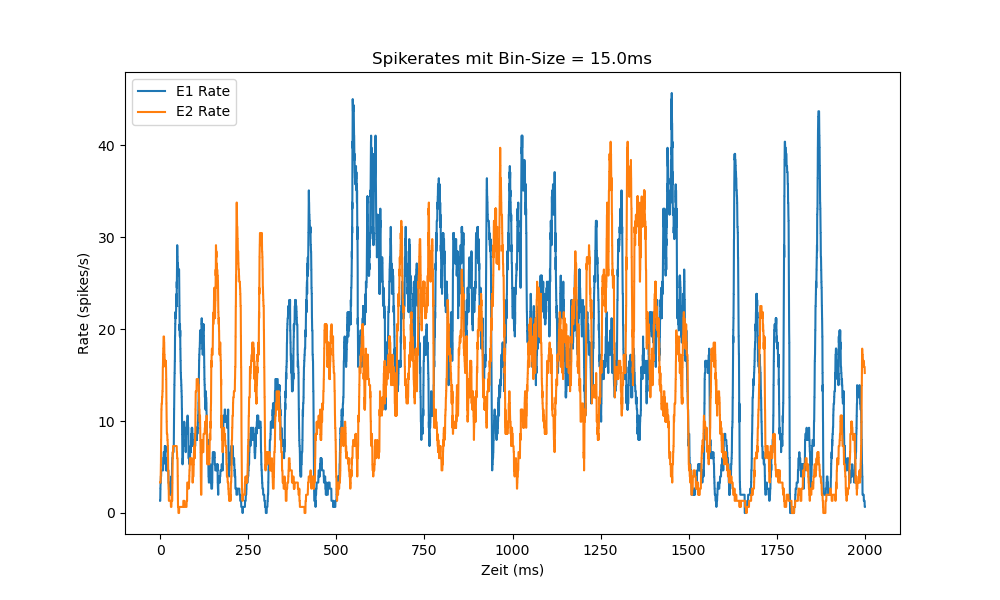 Spikerates mit Bin-Size = 15.0ms
E1 Rate
E2 Rate
Rate (spikes/s)
40
30
20
10
0
0 250 500 750 1000 1250 1500 1750 2000
Zeit (ms)